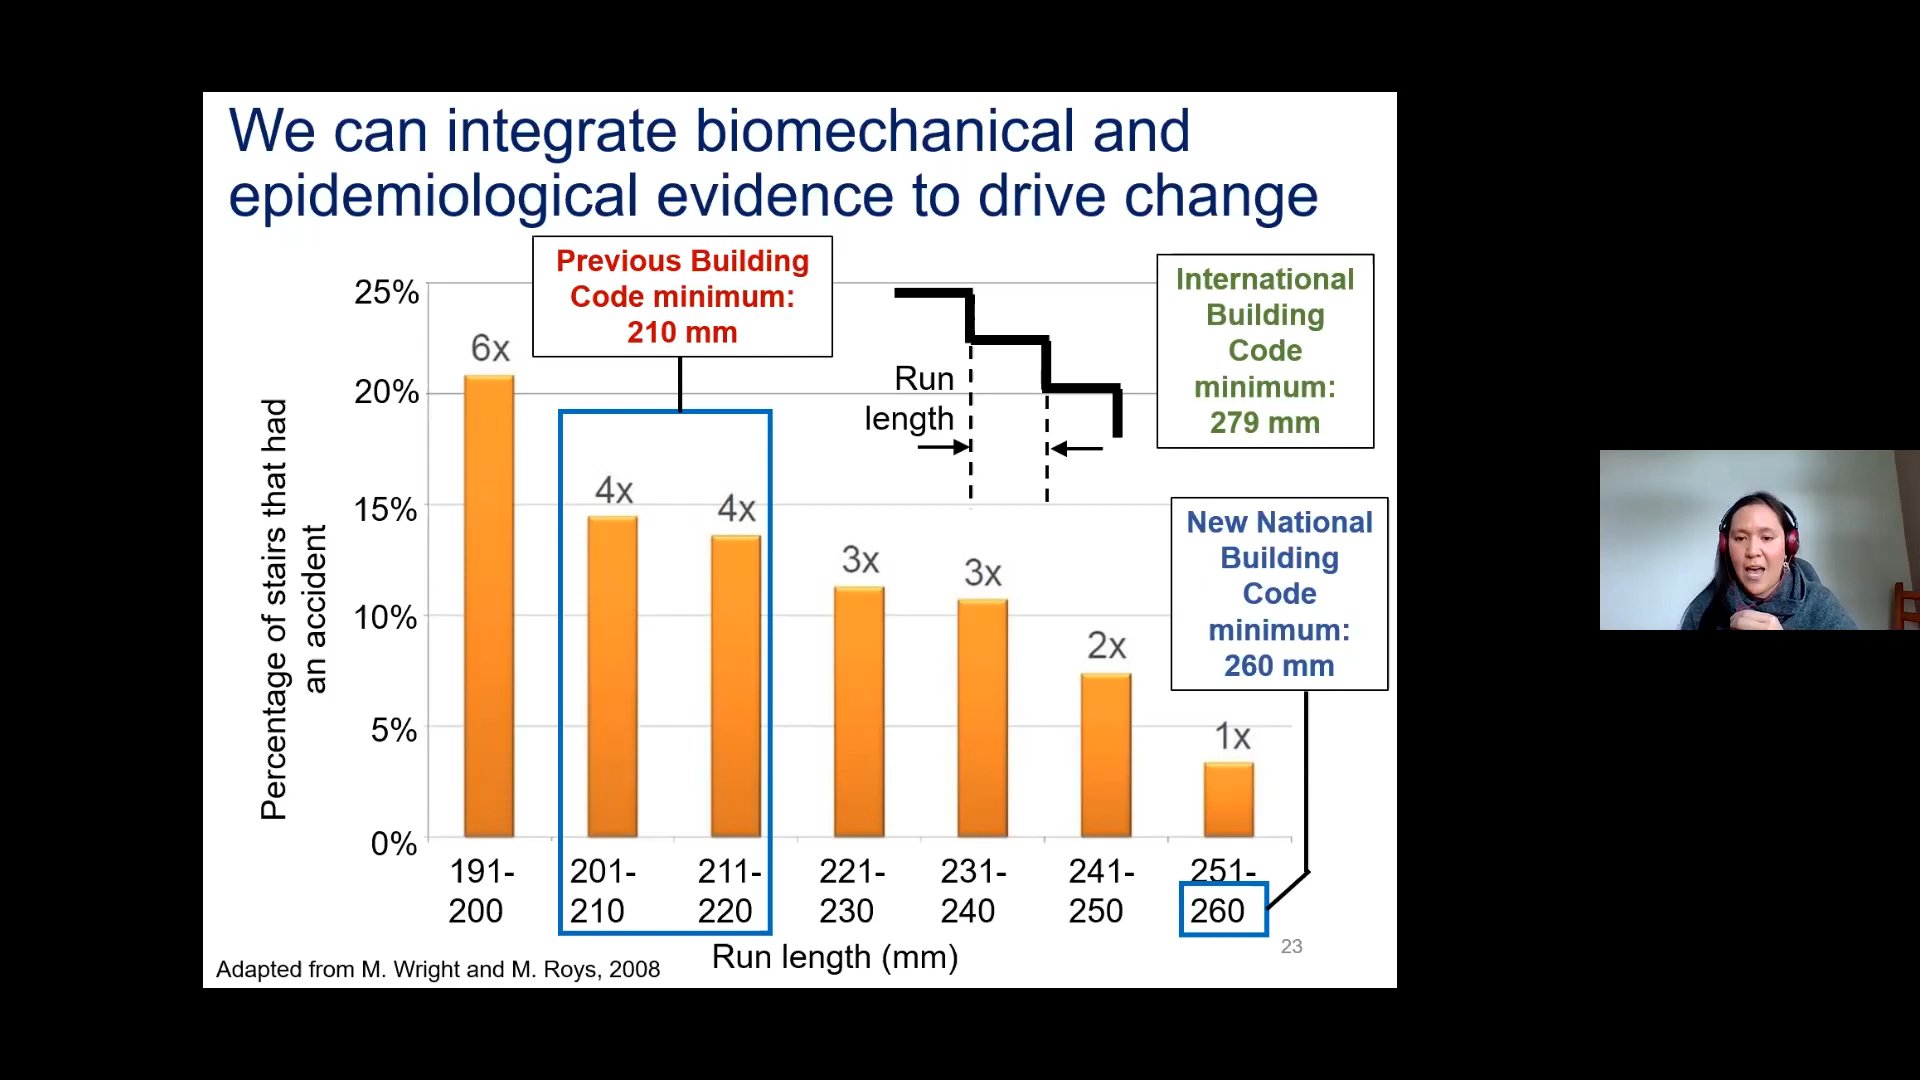 We can integrate biomechanical and
epidemiological evidence to drive change
Previous Building
Code minimum:
210 mm
International
Building
Code
minimum:
279 mm
New National
Building
Code
minimum:
260 mm
Run
length
Percentage of stairs that had
an accident
25%
20%
15%
10%
5%
0%
6x
4x
4x
3x
3x
2x
1x
191-
200
201-
210
211-
220
221-
230
231-
240
241-
250
251-
260
Run length (mm)
Adapted from M. Wright and M. Roys, 2008
23